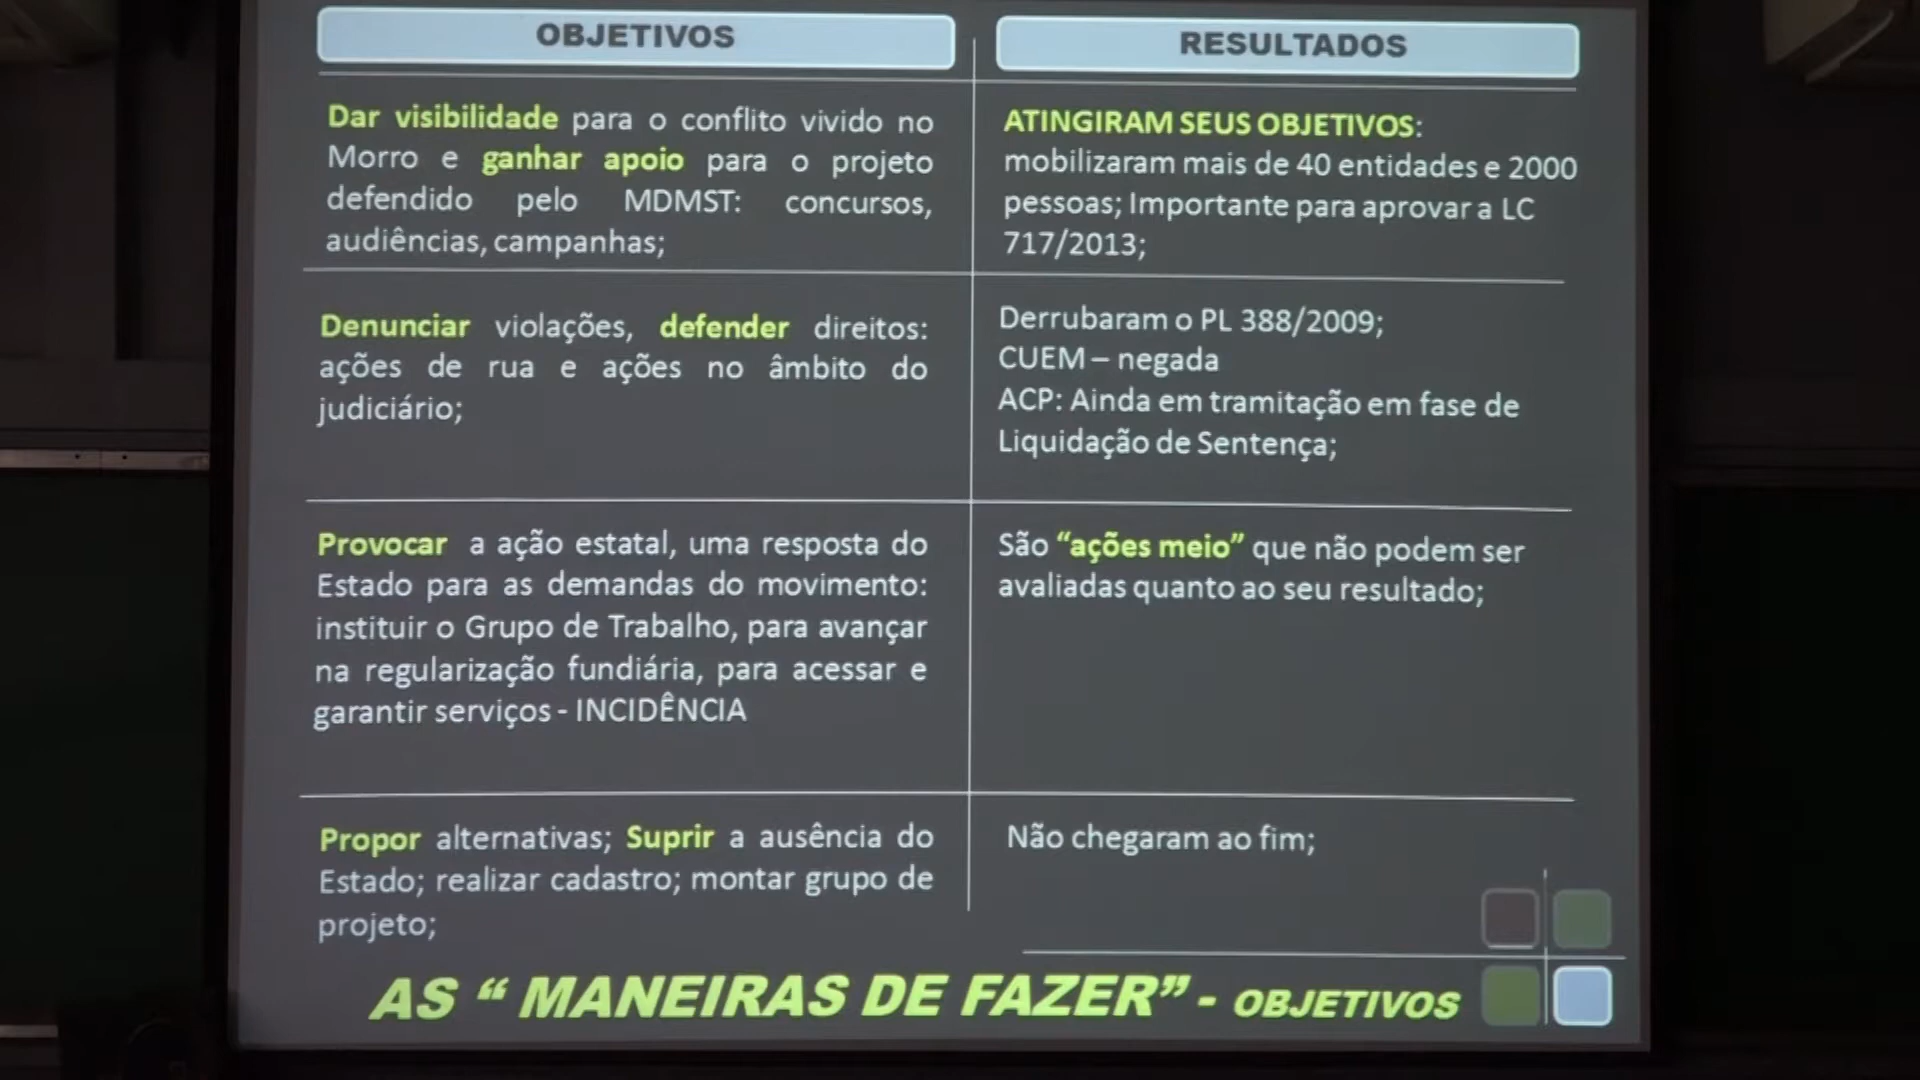 OBJETIVOS
RESULTADOS
Dar visibilidade para o conflito vivido no
Morro e ganhar apoio para o projeto
defendido pelo MDMST: concursos,
audiências, campanhas;
ATINGIRAM SEUS OBJETIVOS:
mobilizaram mais de 40 entidades e 2000
pessoas; Importante para aprovar a LC
717/2013;
Denunciar violações, defender direitos:
ações de rua e ações no âmbito do
judiciário;
Derrubaram o PL 388/2009;
CUEM – negada
ACP: Ainda em tramitação em fase de
Liquidação de Sentença;
Provocar a ação estatal, uma resposta do
Estado para as demandas do movimento:
instituir o Grupo de Trabalho, para avançar
na regularização fundiária, para acessar e
garantir serviços - INCIDÊNCIA
São “ações meio” que não podem ser
avaliadas quanto ao seu resultado;
Propor alternativas; Suprir a ausência do
Estado; realizar cadastro; montar grupo de
projeto;
Não chegaram ao fim;
AS “ MANEIRAS DE FAZER” - OBJETIVOS